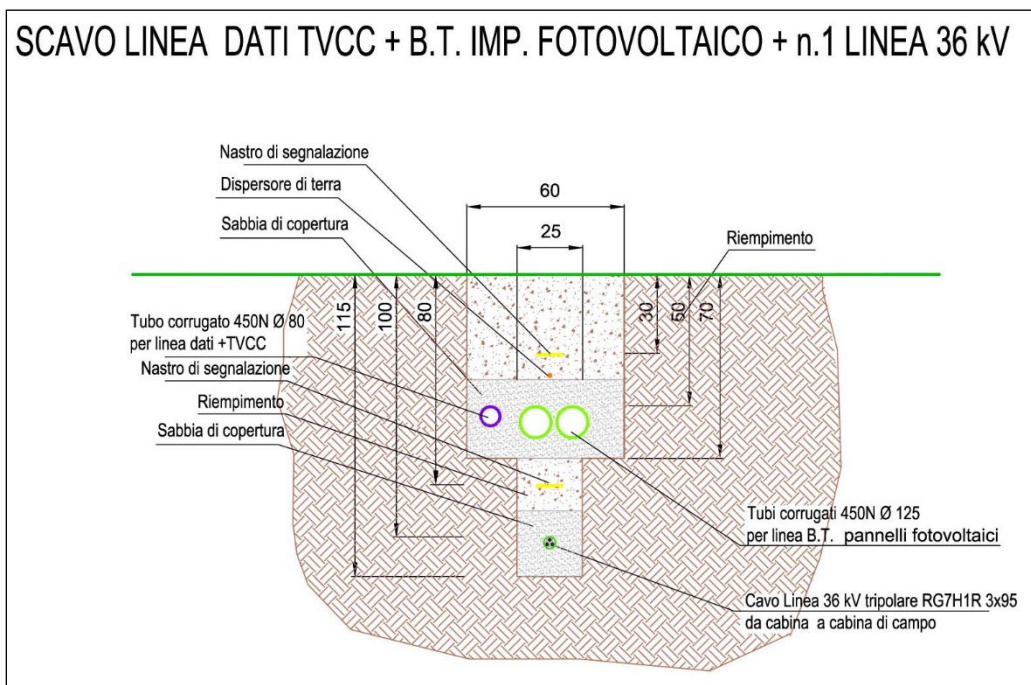 SCAVO LINEA DATI TVCC + B.T. IMP. FOTOVOLTAICO + n.1 LINEA 36 kV
Nastro di segnalazione
Dispersore di terra
Sabbia di copertura
60
25
Riempimento
115
100
80
30
50
70
Tubo corrugato 450N Ø 80
per linea dati +TVCC
Nastro di segnalazione
Riempimento
Sabbia di copertura
Tubi corrugati 450N Ø 125
per linea B.T. pannelli fotovoltaici
Cavo Linea 36 kV tripolare RG7H1R 3x95
da cabina a cabina di campo